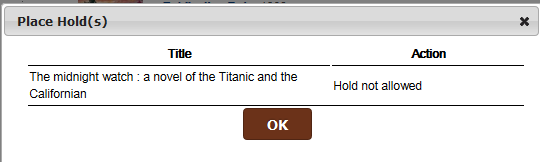 Place Hold(s)
Title Action
The midnight watch : a novel of the Titanic and the
Californian
Hold not allowed
OK